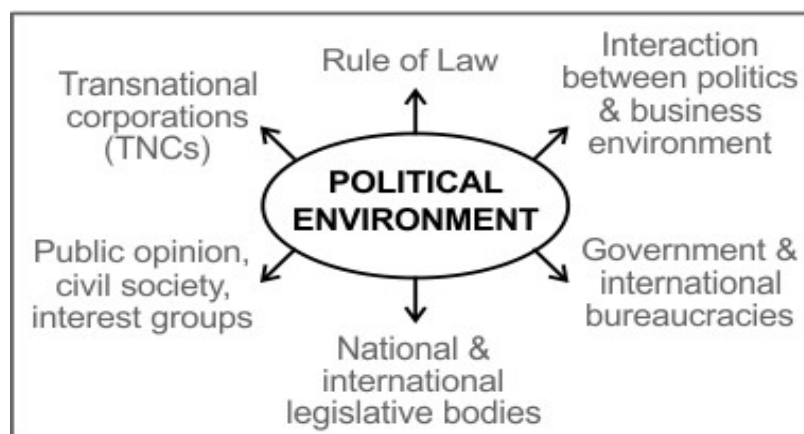 Rule of Law
Interaction
between politics
& business
environment
Transnational
corporations
(TNCs)
POLITICAL
ENVIRONMENT
Public opinion,
civil society,
interest groups
Government &
international
bureaucracies
National &
international
legislative bodies